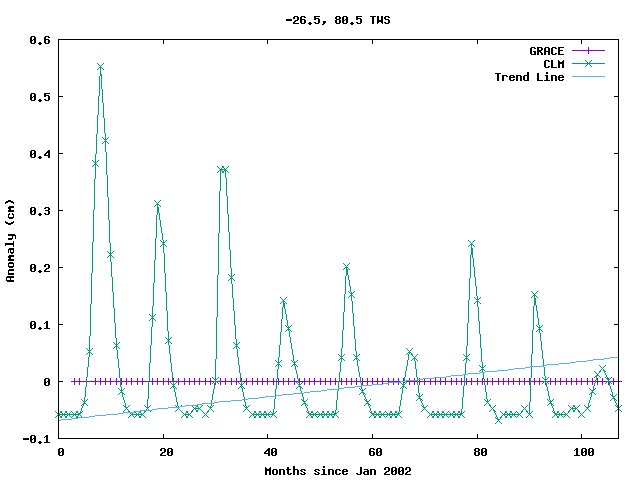 -26.5, 80.5 TWS
GRACE
CLM
Trend Line
0.6
0.5
0.4
0.3
0.2
0.1
0
-0.1
Anomaly (cm)
0 20 40 60 80 100
Months since Jan 2002